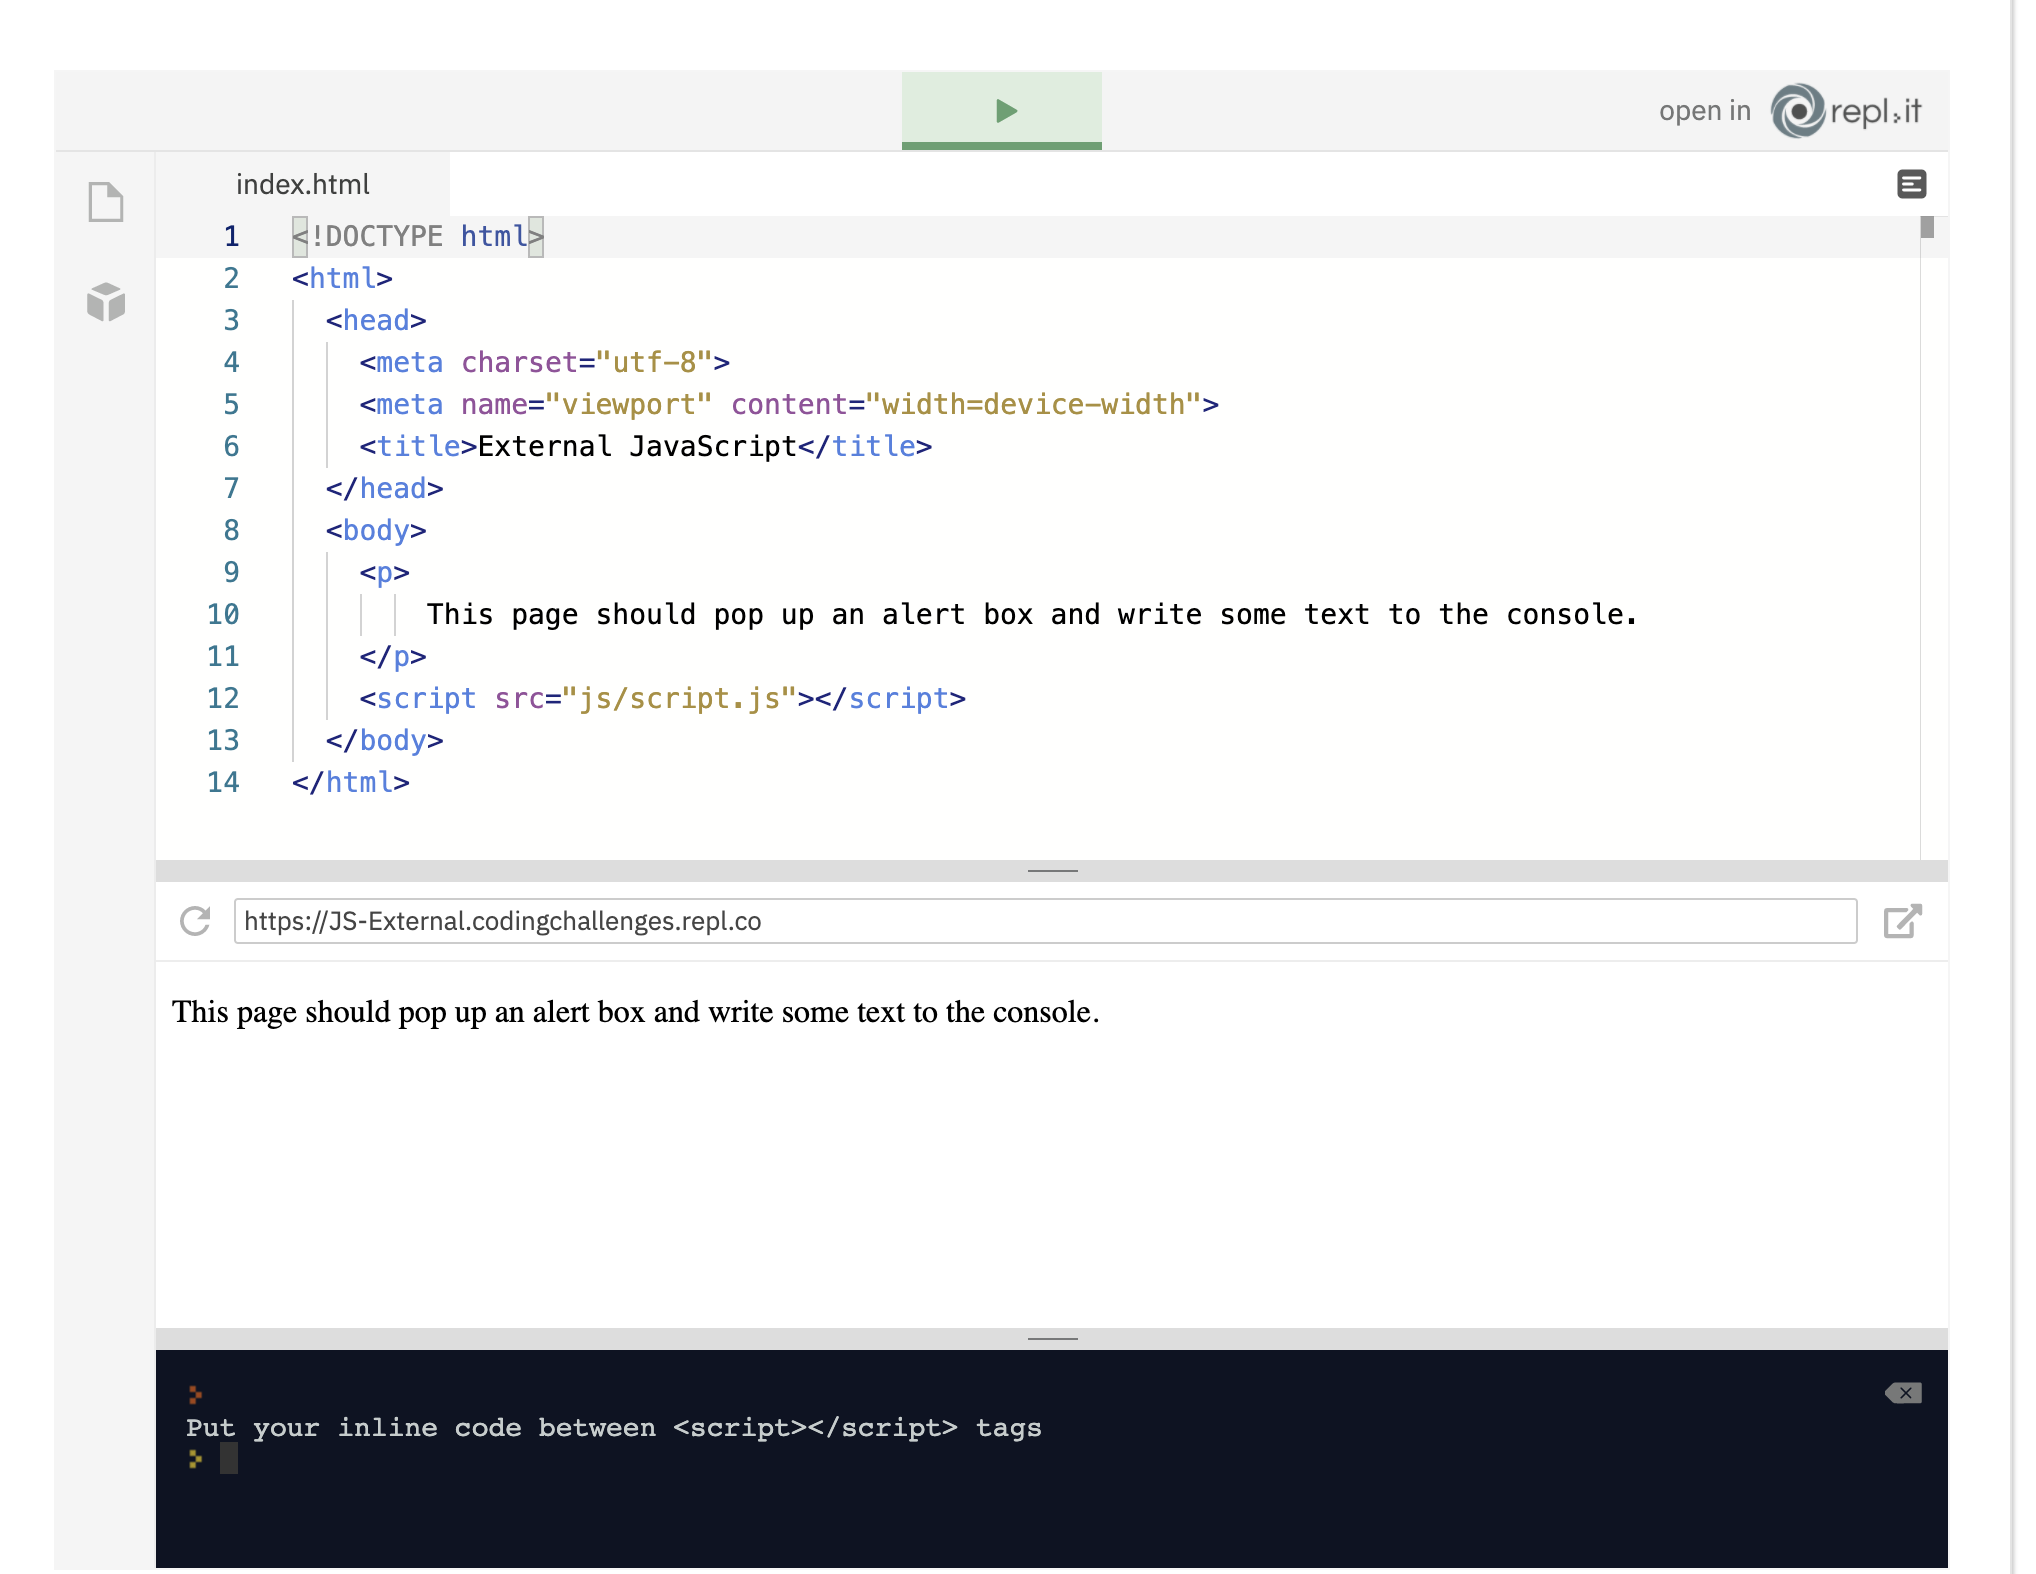 open in repl.it
index.html
1 <!DOCTYPE html>
2 <html>
3 <head>
4 <meta charset="utf-8">
5 <meta name="viewport" content="width=device-width">
6 <title>External JavaScript</title>
7 </head>
8 <body>
9 <p>
10 This page should pop up an alert box and write some text to the console.
11 </p>
12 <script src="js/script.js"></script>
13 </body>
14 </html>
https://JS-External.codingchallenges.repl.co
This page should pop up an alert box and write some text to the console.
Put your inline code between <script></script> tags